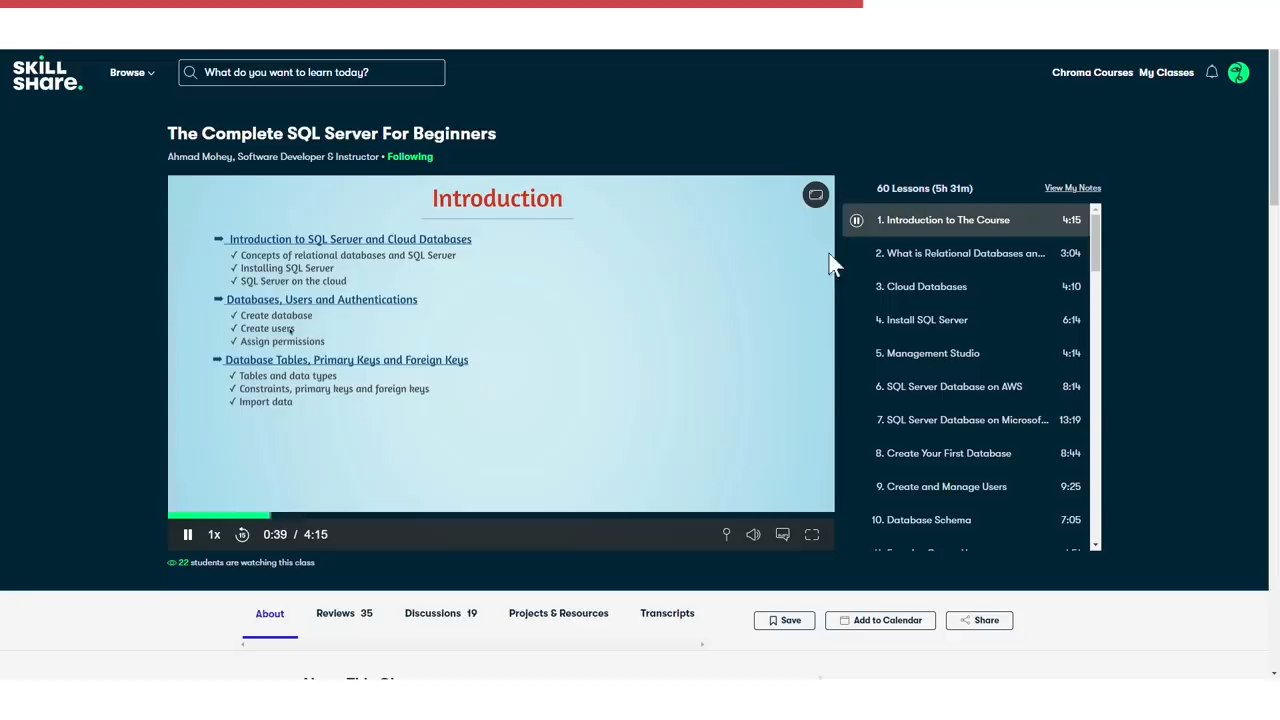 SKILL
SHARE.
Browse
What do you want to learn today?
Chroma Courses
My Classes
The Complete SQL Server For Beginners
Ahmad Mohey, Software Developer & Instructor • Following
Introduction
➡ Introduction to SQL Server and Cloud Databases
✓ Concepts of relational databases and SQL Server
✓ Installing SQL Server
✓ SQL Server on the cloud
➡ Databases, Users and Authentications
✓ Create database
✓ Create users
✓ Assign permissions
➡ Database Tables, Primary Keys and Foreign Keys
✓ Tables and data types
✓ Constraints, primary keys and foreign keys
✓ Import data
1x
15
0:39 / 4:15
22 students are watching this class
60 Lessons (5h 31m)
View My Notes
1. Introduction to The Course 4:15
2. What is Relational Databases an... 3:04
3. Cloud Databases 4:10
4. Install SQL Server 6:14
5. Management Studio 4:14
6. SQL Server Database on AWS 8:14
7. SQL Server Database on Microsof... 13:19
8. Create Your First Database 8:44
9. Create and Manage Users 9:25
10. Database Schema 7:05
About
Reviews 35
Discussions 19
Projects & Resources
Transcripts
Save
Add to Calendar
Share